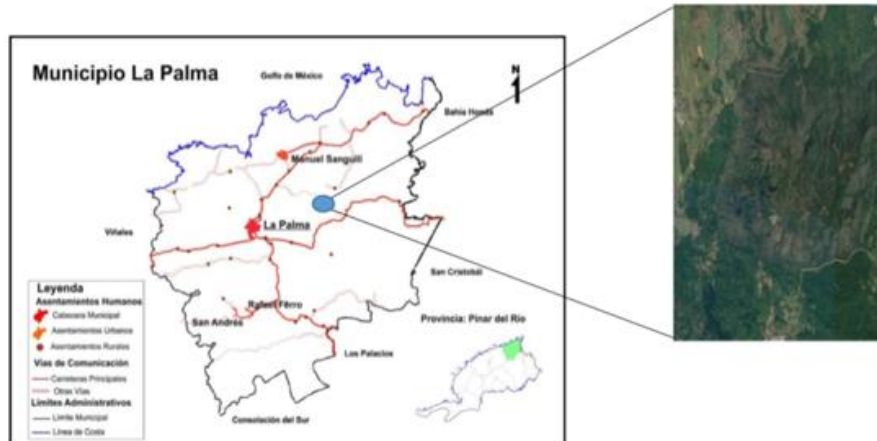 Municipio La Palma
Golfo de México
N
Bahía Honda
Manuel Sanguili
La Palma
Viñales
San Cristobál
Leyenda
Asentamientos Humanos
Cabecera Municipal
Asentamientos Urbanos
Asentamientos Rurales
Vías de Comunicación
Carreteras Principales
Otras Vías
Límites Administrativos
Límite Municipal
Línea de Costa
Rafael Ferro
San Andrés
Provincia: Pinar del Río
Los Palacios
Consolación del Sur